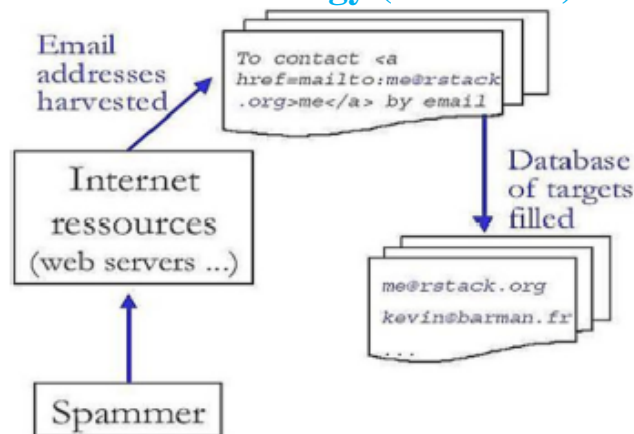 Email
addresses
harvested
To contact <a
href=mailto:me@rstack
.org>me</a> by email
Internet
ressources
(web servers ...)
Database
of targets
filled
me@rstack.org
kevin@barman.fr
...
Spammer